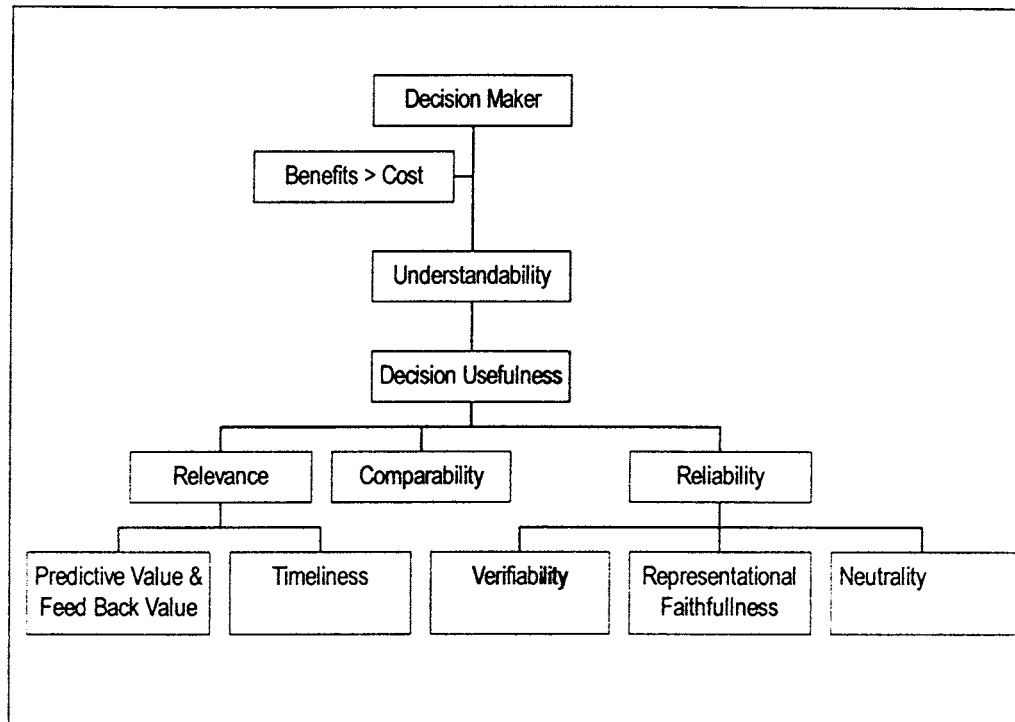 Decision Maker
Benefits > Cost
Understandability
Decision Usefulness
Relevance
Comparability
Reliability
Predictive Value &
Feed Back Value
Timeliness
Verifiability
Representational
Faithfullness
Neutrality